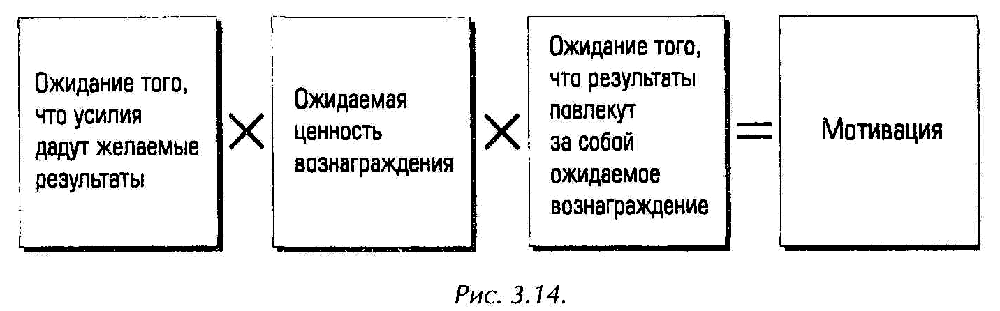 Ожидание того,
что усилия
дадут желаемые
результаты
×
Ожидаемая
ценность
вознаграждения
×
Ожидание того,
что результаты
повлекут
за собой
ожидаемое
вознаграждение
=
Мотивация
Рис. 3.14.